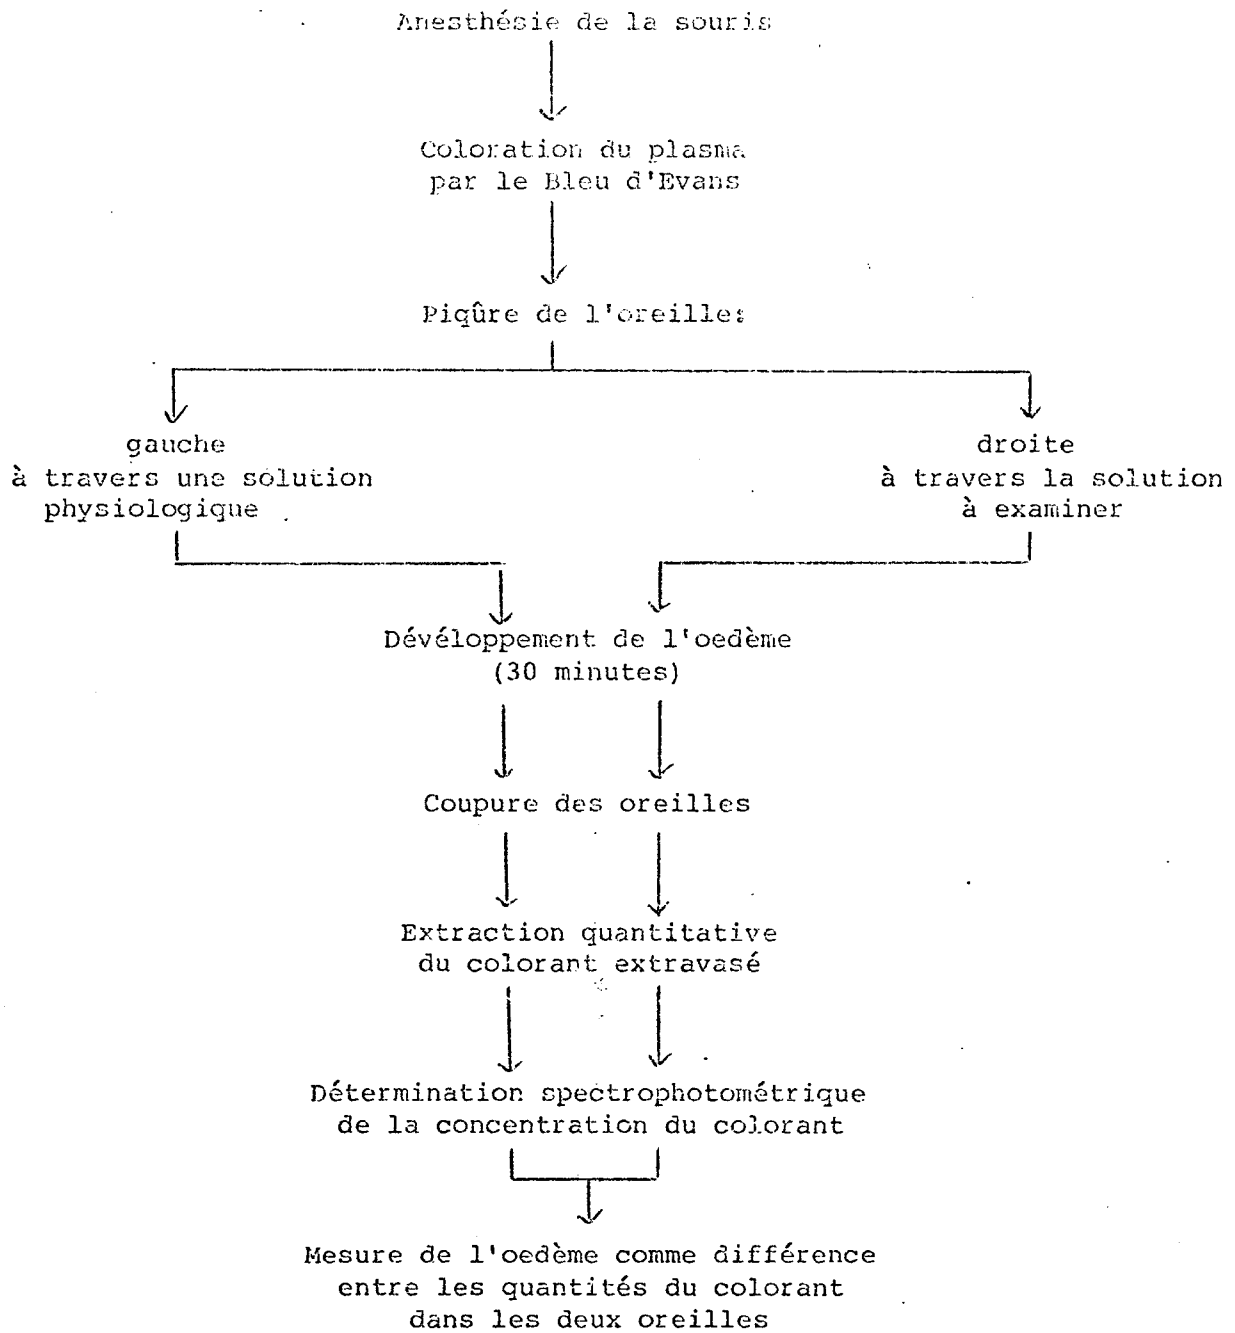 Anesthésie de la souris
Coloration du plasma
par le Bleu d'Evans
Piqûre de l'oreilles
gauche
à travers une solution
physiologique
droite
à travers la solution
à examiner
Dévéloppement de l'oedème
(30 minutes)
Coupure des oreilles
Extraction quantitative
du colorant extravasé
Détermination spectrophotométrique
de la concentration du colorant
Mesure de l'oedème comme différence
entre les quantités du colorant
dans les deux oreilles